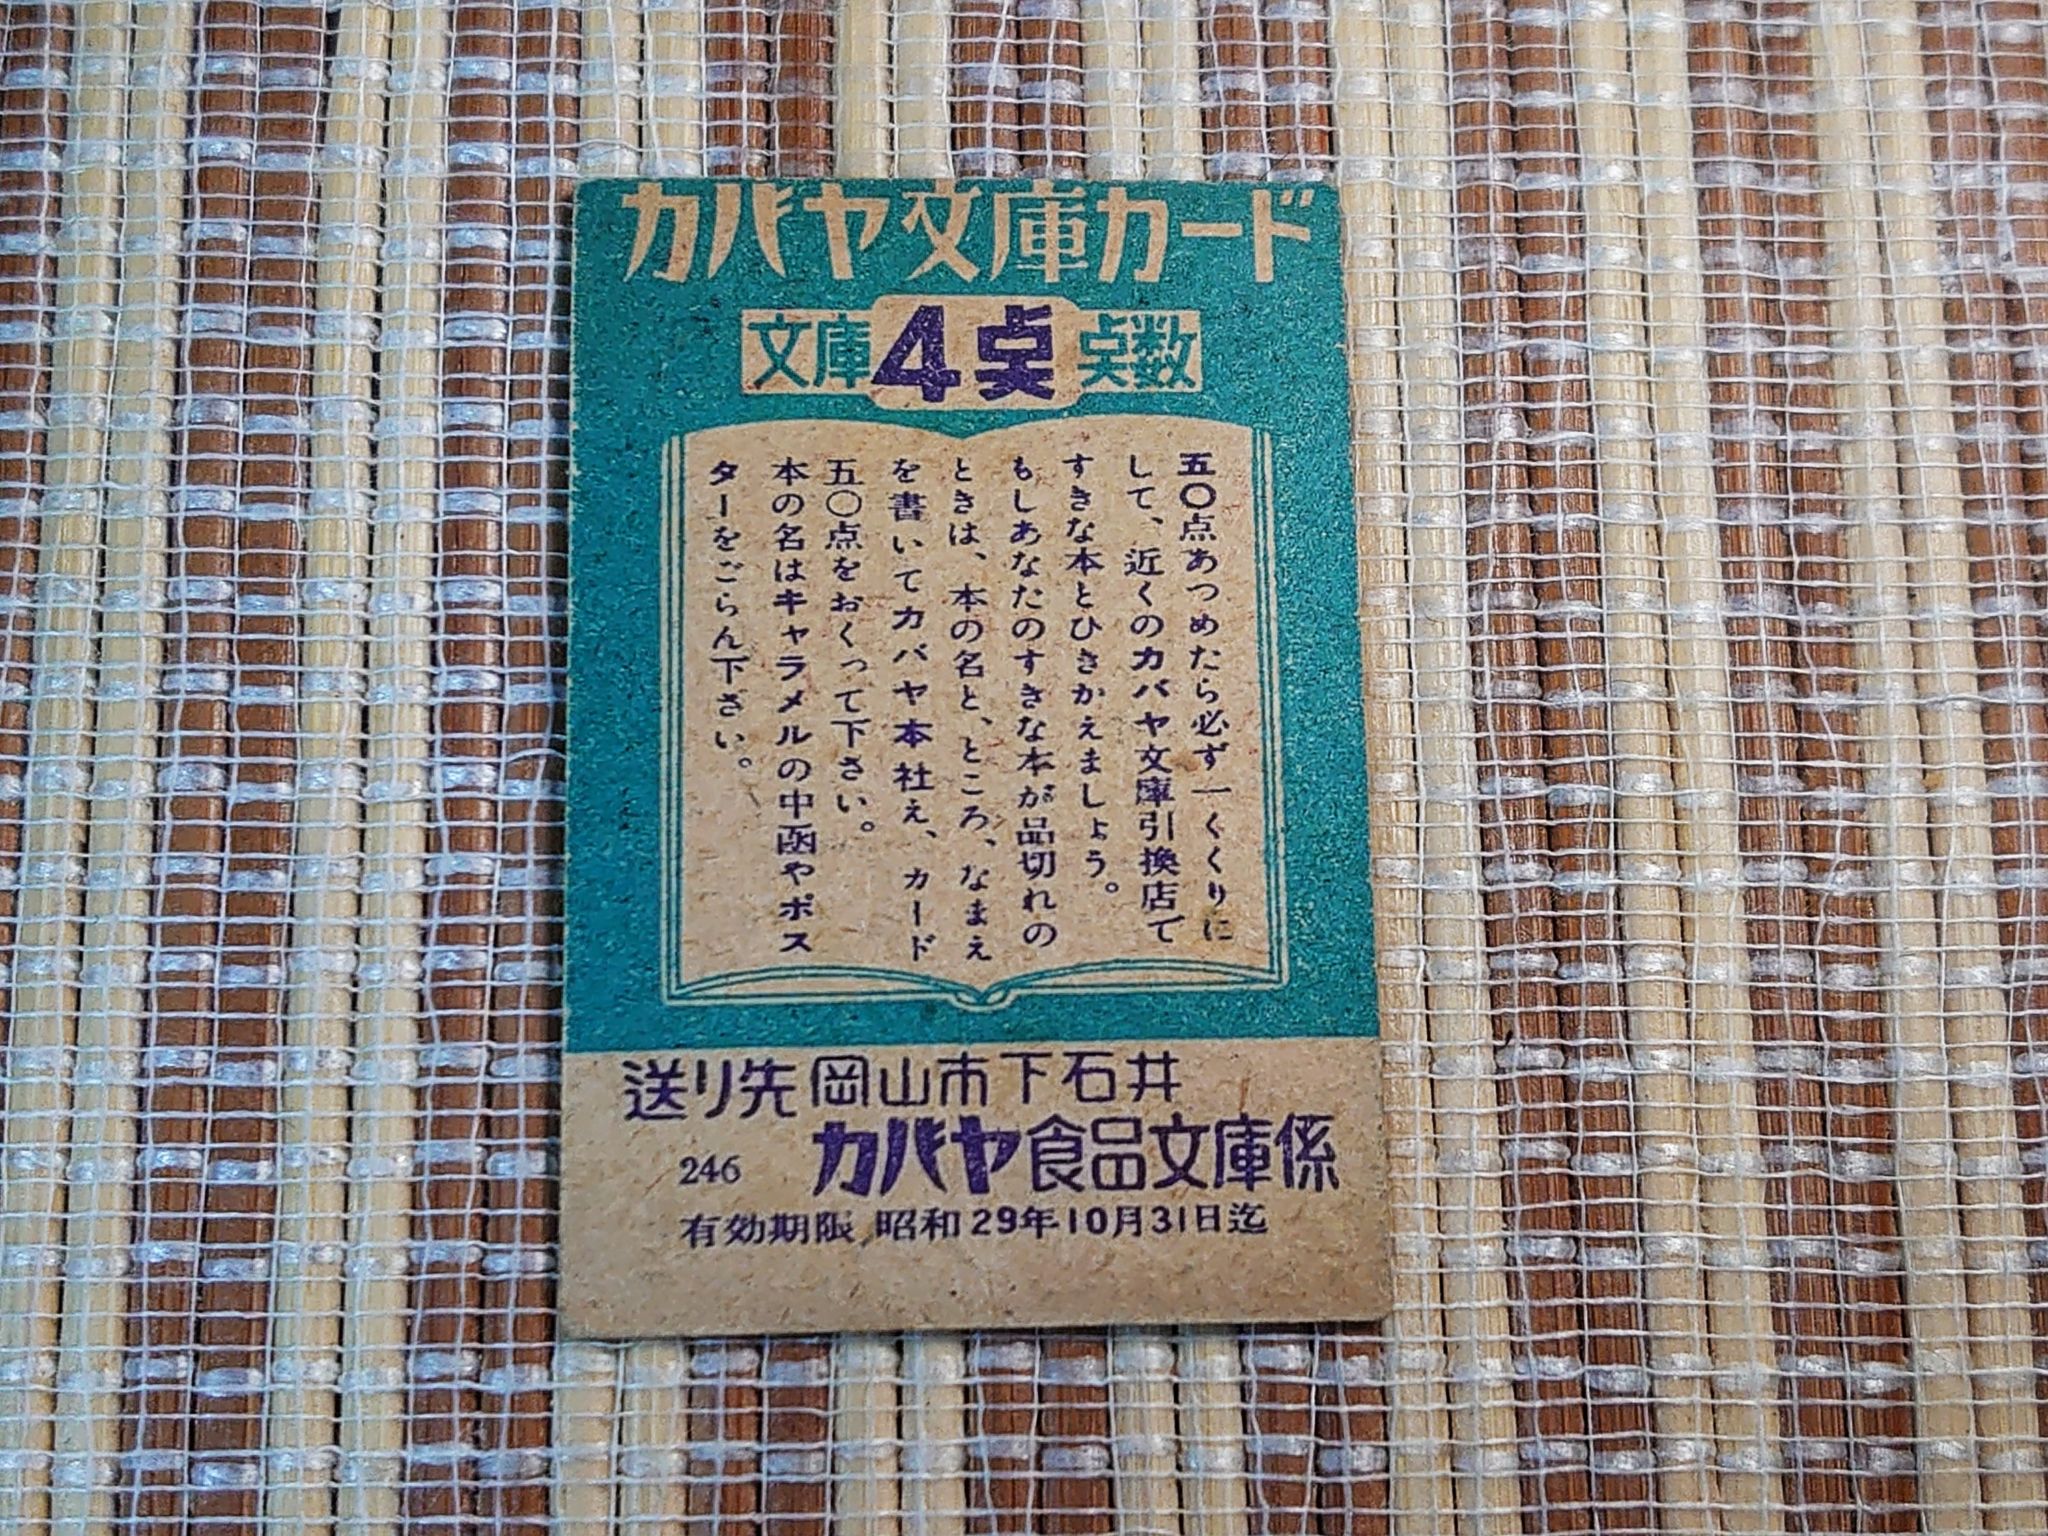 カバヤ文庫カード
文庫4点点数
五〇点あつめたら必ず一くくりに
して、近くのカバヤ文庫引換店で
すきな本とひきかえましょう。
もしあなたのすきな本が品切れの
ときは、本の名と、ところ、なまえ
を書いてカバヤ本社え、カード
五〇点をおくって下さい。
本の名はキャラメルの中函やポス
ターをごらん下さい。
送り先 岡山市下石井
カバヤ食品文庫係
246
有効期限 昭和29年10月31日迄